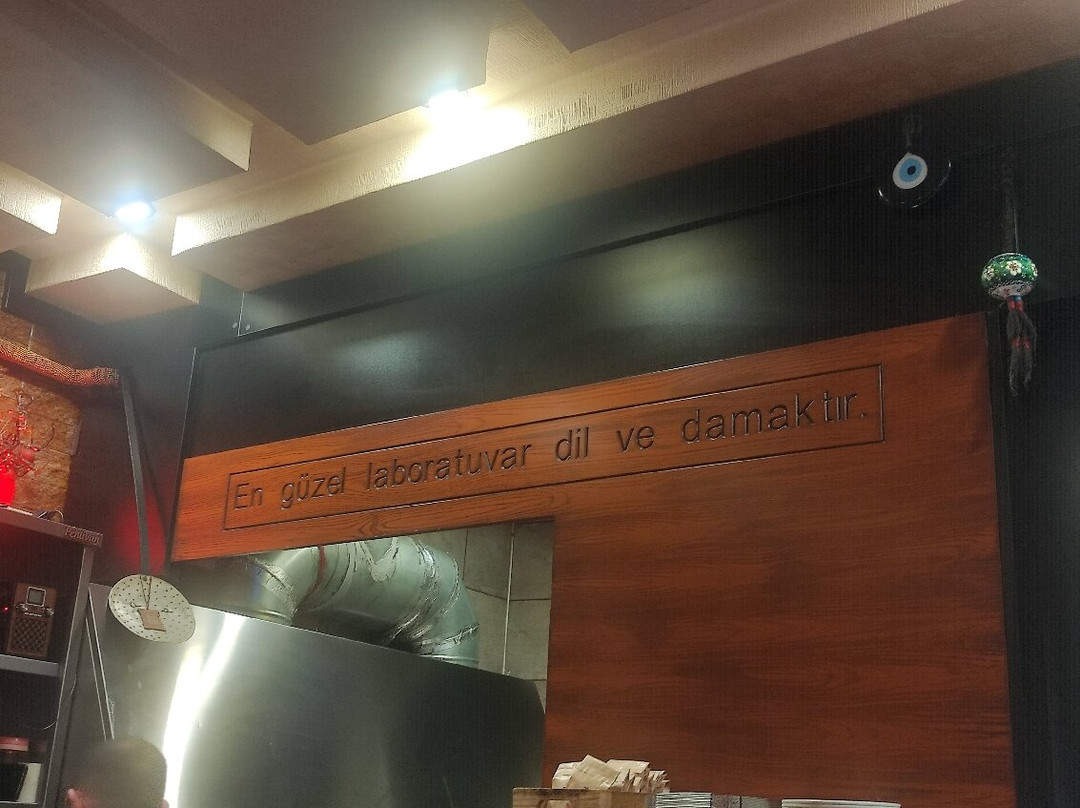 En güzel laboratuvar dil ve damaktır.